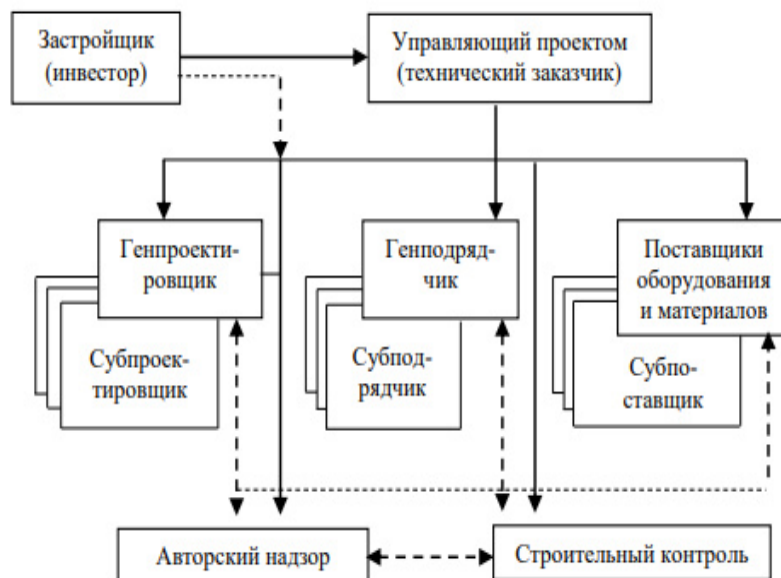 Застройщик
(инвестор)
Управляющий проектом
(технический заказчик)
Генпроекти-
ровщик
Субпроек-
тировщик
Генподряд-
чик
Субпод-
рядчик
Поставщики
оборудования
и материалов
Субпо-
ставщик
Авторский надзор
Строительный контроль